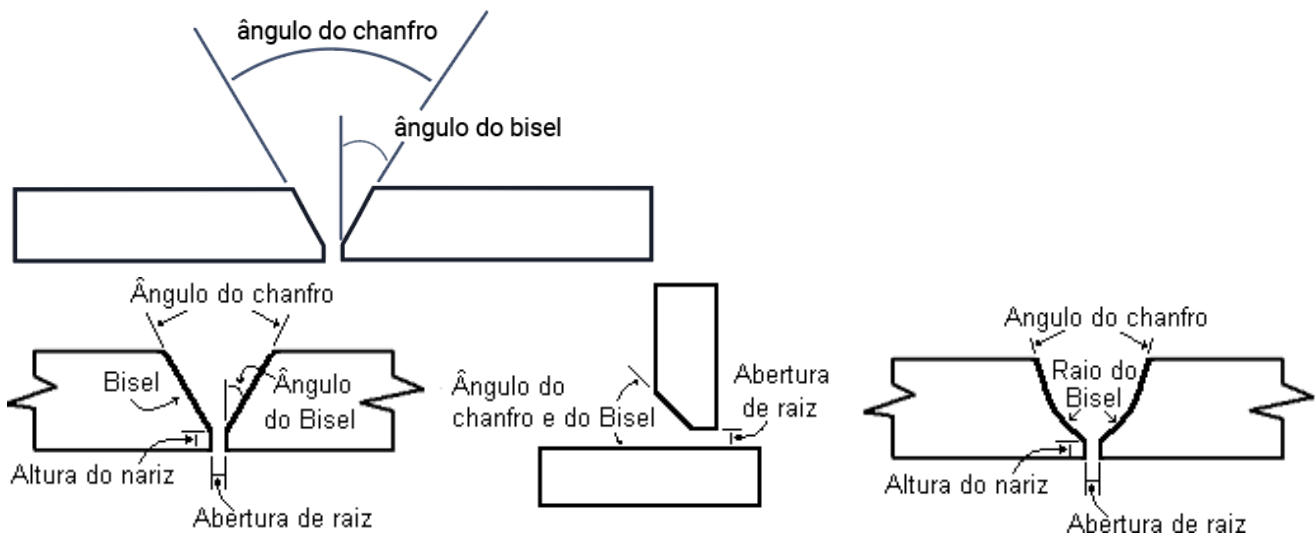 ângulo do chanfro
ângulo do bisel
Ângulo do chanfro
Bisel
Ângulo
do Bisel
Altura do nariz
Abertura de raiz
Ângulo do
chanfro e do Bisel
Abertura
de raiz
Angulo do chanfro
Raio do
Bisel
Altura do nariz
Abertura de raiz